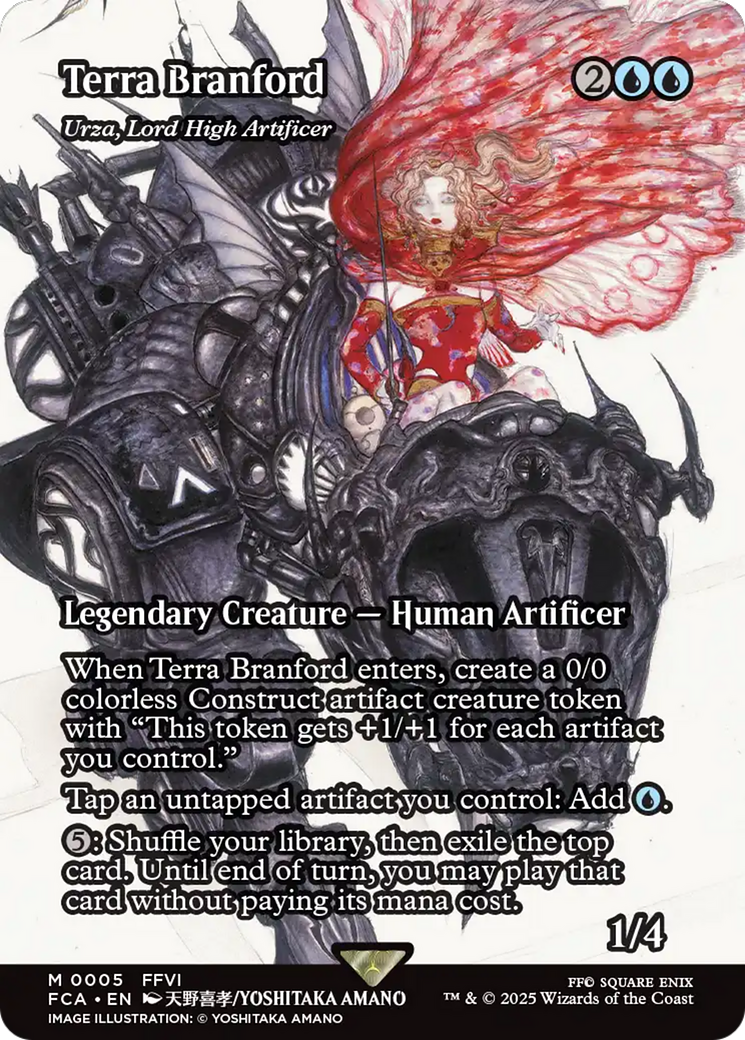 Terra Branford 2
Urza, Lord High Artificer
Legendary Creature — Human Artificer
When Terra Branford enters, create a 0/0
colorless Construct artifact creature token
with “This token gets +1/+1 for each artifact
you control.”
Tap an untapped artifact you control: Add .
5: Shuffle your library, then exile the top
card. Until end of turn, you may play that
card without paying its mana cost.
1/4
M 0005 FFVI
FCA • EN 天野喜孝/YOSHITAKA AMANO
IMAGE ILLUSTRATION: © YOSHITAKA AMANO
FF© SQUARE ENIX
™ & © 2025 Wizards of the Coast